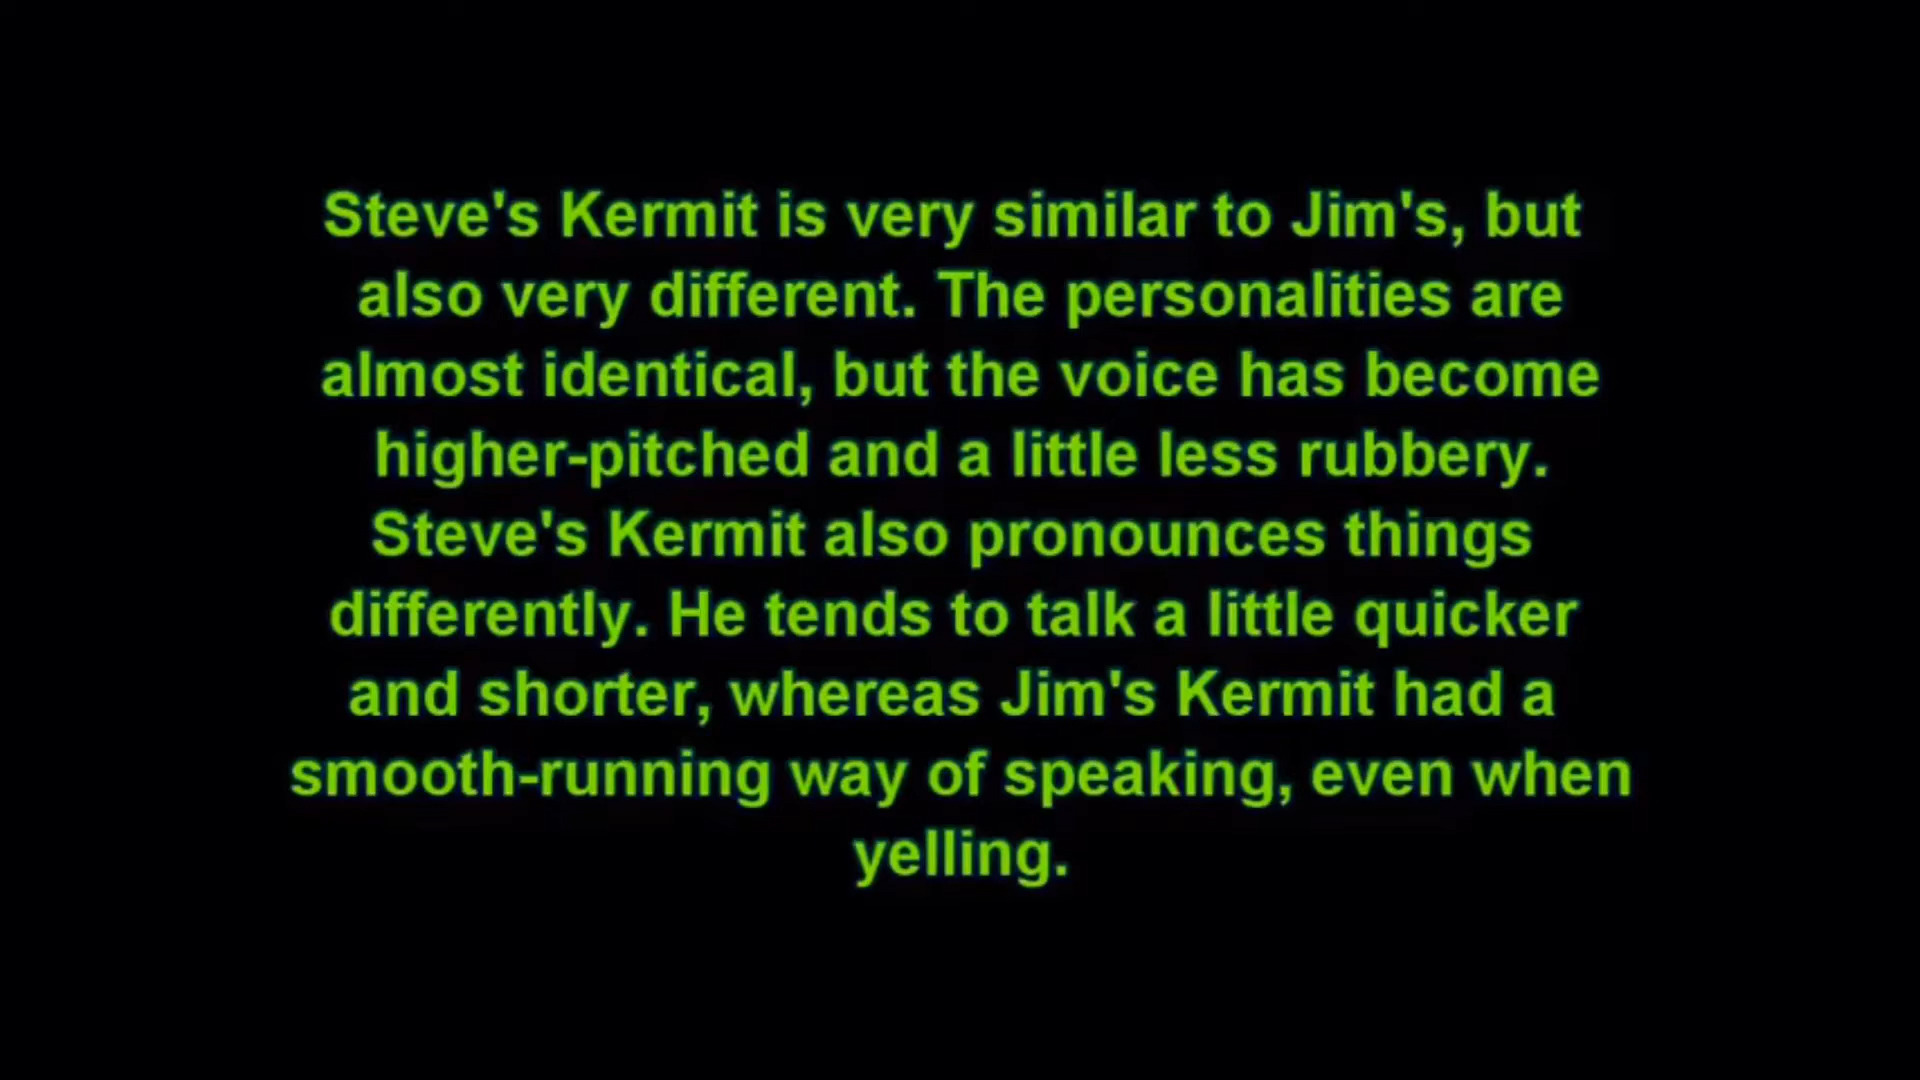 Steve's Kermit is very similar to Jim's, but
also very different. The personalities are
almost identical, but the voice has become
higher-pitched and a little less rubbery.
Steve's Kermit also pronounces things
differently. He tends to talk a little quicker
and shorter, whereas Jim's Kermit had a
smooth-running way of speaking, even when
yelling.